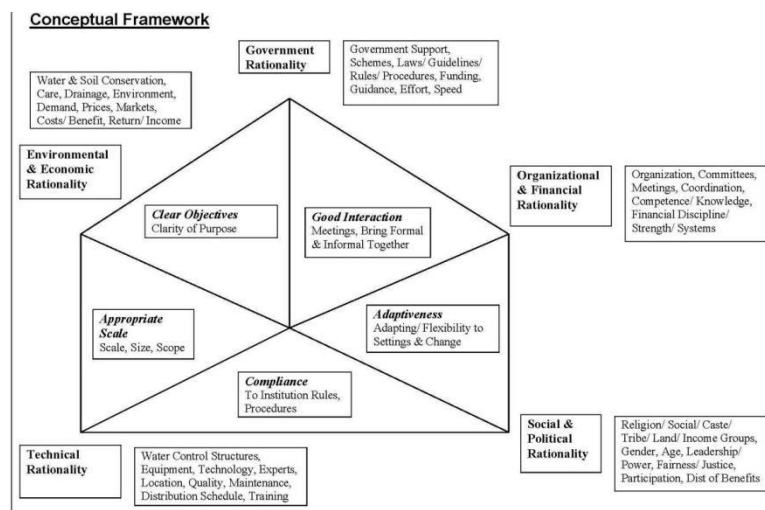 Conceptual Framework
Government
Rationality
Government Support,
Schemes, Laws/ Guidelines/
Rules/ Procedures, Funding,
Guidance, Effort, Speed
Water & Soil Conservation,
Care, Drainage, Environment,
Demand, Prices, Markets,
Costs/ Benefit, Return/ Income
Environmental
& Economic
Rationality
Organizational
& Financial
Rationality
Organization, Committees,
Meetings, Coordination,
Competence/ Knowledge,
Financial Discipline/
Strength/ Systems
Clear Objectives
Clarity of Purpose
Good Interaction
Meetings, Bring Formal
& Informal Together
Appropriate
Scale
Scale, Size, Scope
Adaptiveness
Adapting/ Flexibility to
Settings & Change
Compliance
To Institution Rules,
Procedures
Technical
Rationality
Water Control Structures,
Equipment, Technology, Experts,
Location, Quality, Maintenance,
Distribution Schedule, Training
Social &
Political
Rationality
Religion/ Social/ Caste/
Tribe/ Land/ Income Groups,
Gender, Age, Leadership/
Power, Fairness/ Justice,
Participation, Dist of Benefits